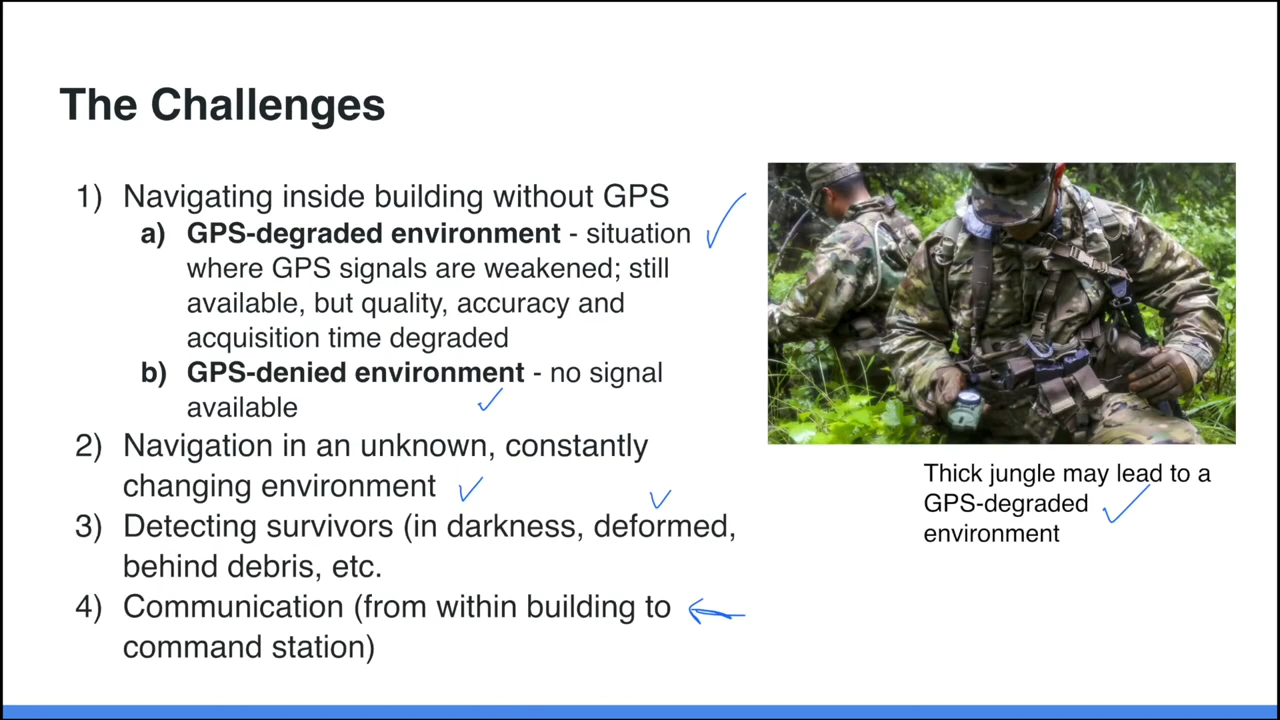 The Challenges
1) Navigating inside building without GPS
a) GPS-degraded environment - situation
where GPS signals are weakened; still
available, but quality, accuracy and
acquisition time degraded
b) GPS-denied environment - no signal
available
2) Navigation in an unknown, constantly
changing environment
3) Detecting survivors (in darkness, deformed,
behind debris, etc.
4) Communication (from within building to
command station)
Thick jungle may lead to a
GPS-degraded
environment